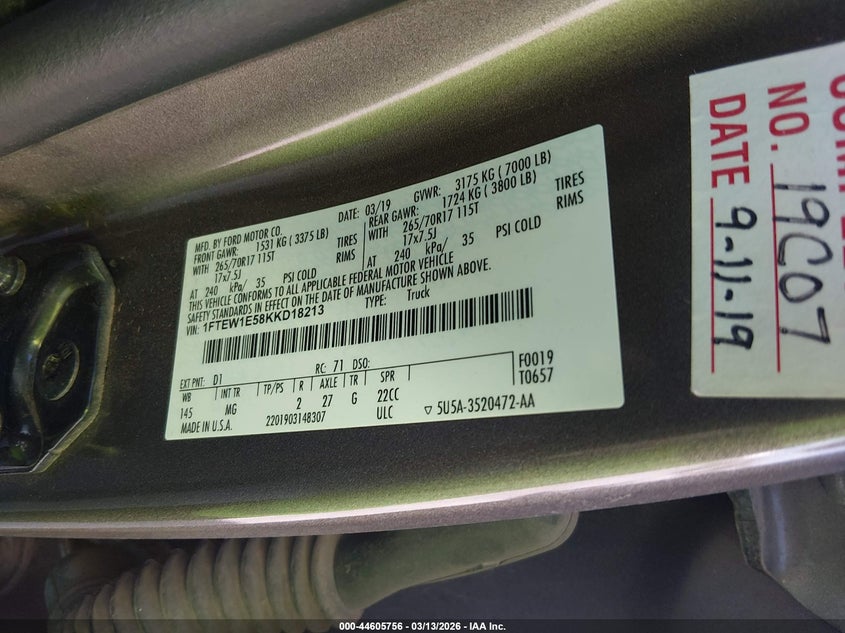 MFD. BY FORD MOTOR CO.
DATE: 03/19
GVWR: 3175 KG ( 7000 LB)
FRONT GAWR: 1531 KG ( 3375 LB)
REAR GAWR: 1724 KG ( 3800 LB)
WITH 265/70R17 115T TIRES
WITH 265/70R17 115T TIRES
17x7.5J RIMS
17x7.5J RIMS
AT 240 kPa/ 35 PSI COLD
AT 240 kPa/ 35 PSI COLD
THIS VEHICLE CONFORMS TO ALL APPLICABLE FEDERAL MOTOR VEHICLE
SAFETY STANDARDS IN EFFECT ON THE DATE OF MANUFACTURE SHOWN ABOVE.
VIN: 1FTEW1E58KKD18213
TYPE: Truck
EXT PNT: D1 RC: 71 DSO: F0019
WB INT TR TP/PS R AXLE TR SPR T0657
145 MG 2 27 G 22CC
MADE IN U.S.A. 2201903148307 ULC ▽ 5U5A-3520472-AA
NO. 19C07
DATE 9-11-19
000-44605756 — 03/13/2026 — IAA Inc.